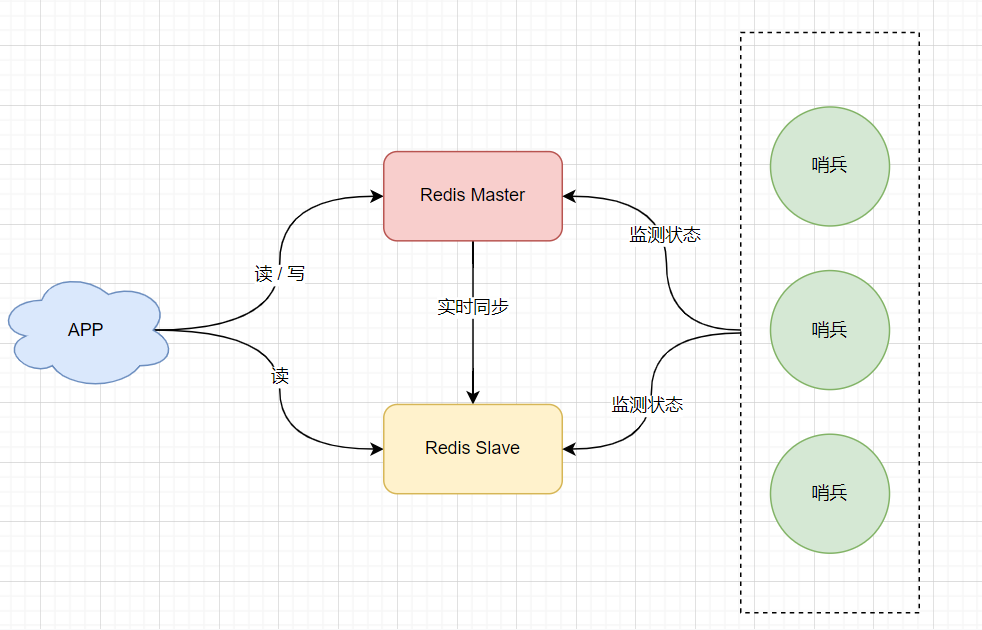 哨兵
Redis Master
监测状态
读 / 写
实时同步
APP
哨兵
读
监测状态
Redis Slave
哨兵